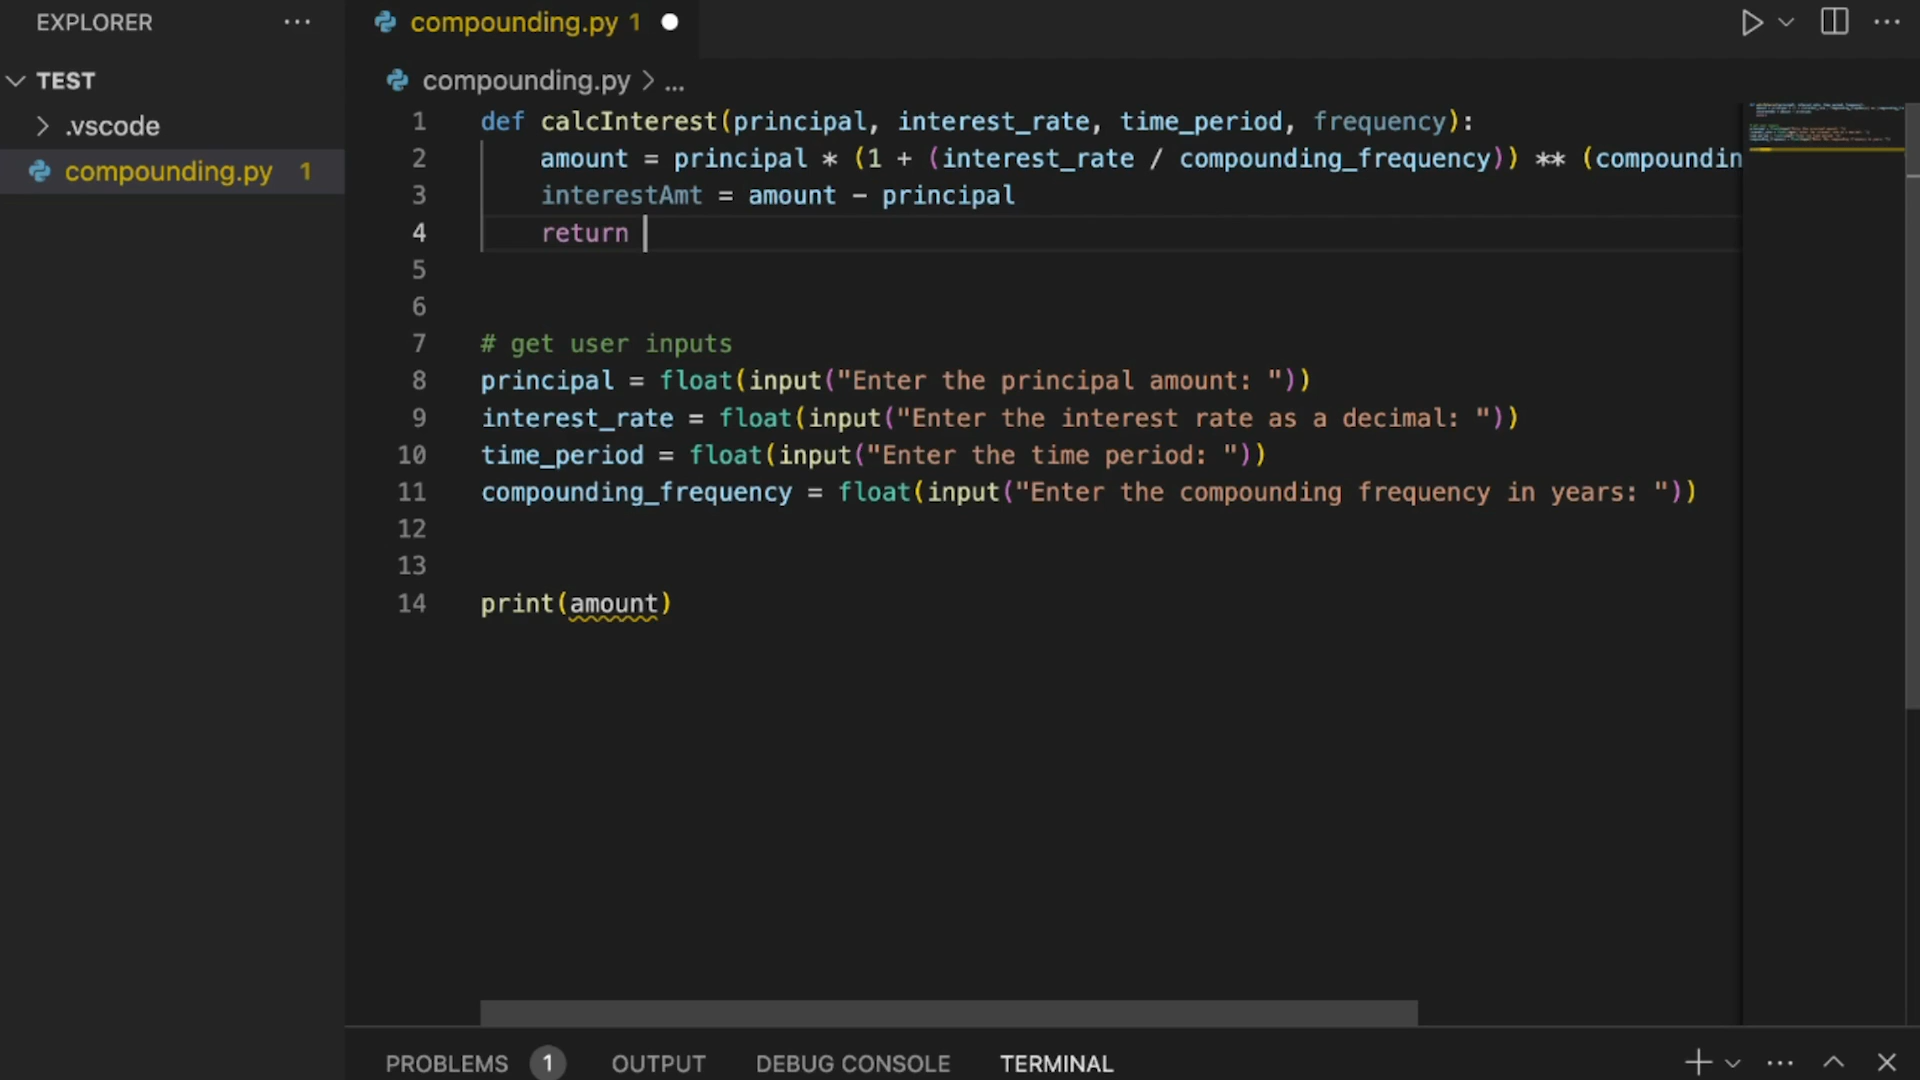 EXPLORER
TEST
.vscode
compounding.py 1
compounding.py 1
compounding.py > ...
1 def calcInterest(principal, interest_rate, time_period, frequency):
2 amount = principal * (1 + (interest_rate / compounding_frequency)) ** (compoundin
3 interestAmt = amount - principal
4 return
5
6
7 # get user inputs
8 principal = float(input("Enter the principal amount: "))
9 interest_rate = float(input("Enter the interest rate as a decimal: "))
10 time_period = float(input("Enter the time period: "))
11 compounding_frequency = float(input("Enter the compounding frequency in years: "))
12
13
14 print(amount)
PROBLEMS 1 OUTPUT DEBUG CONSOLE TERMINAL